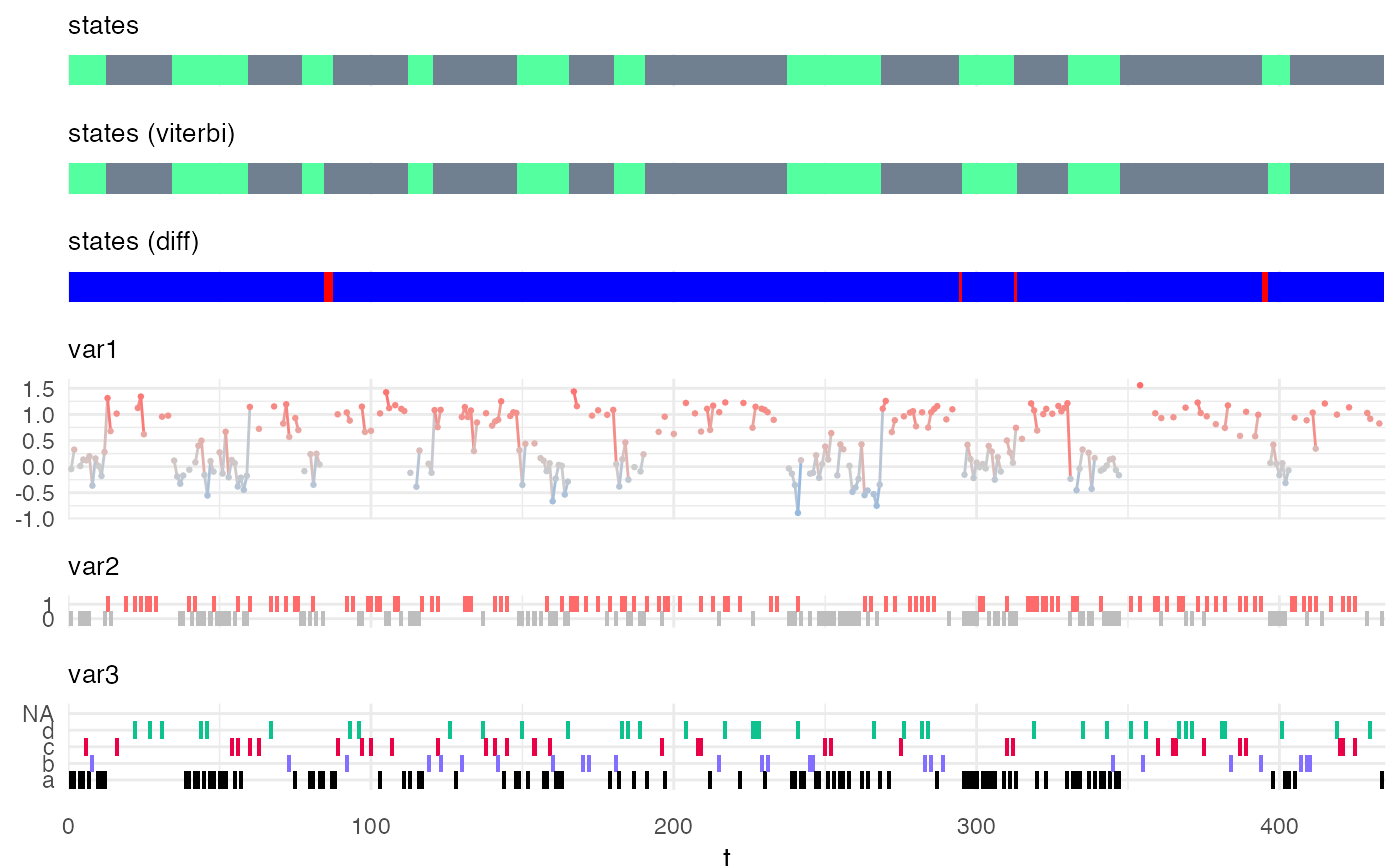 states
states (viterbi)
states (diff)
var1
1.5
1.0
0.5
0.0
-0.5
-1.0
var2
1
0
var3
NA
d
c
b
a
0 100 200 300 400
t